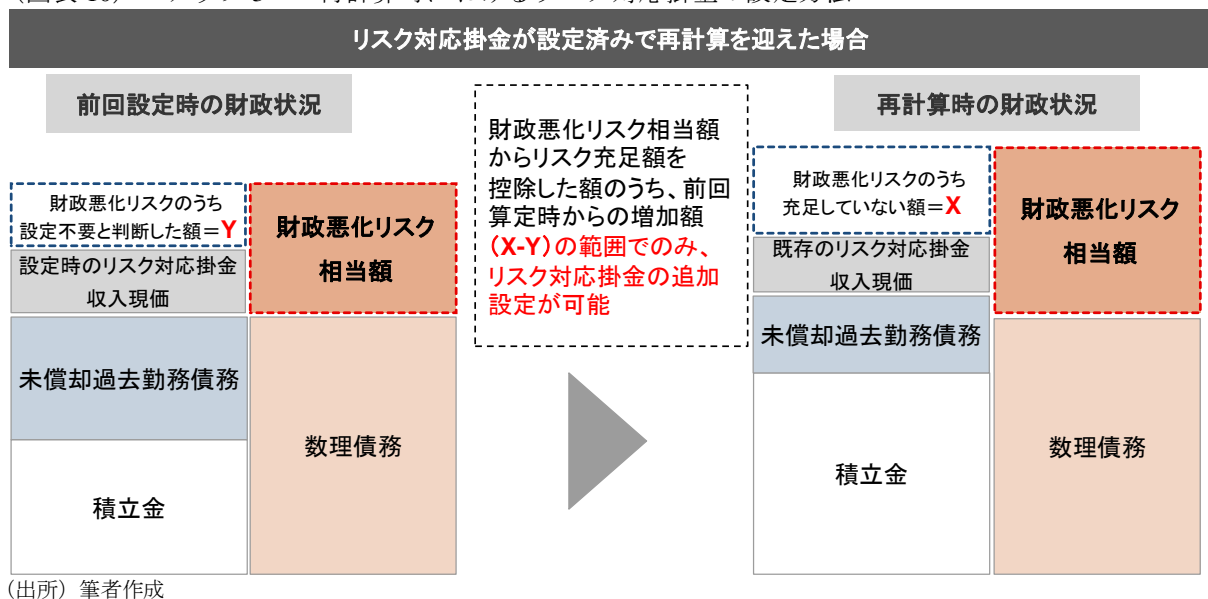 リスク対応掛金が設定済みで再計算を迎えた場合
前回設定時の財政状況
財政悪化リスクのうち
設定不要と判断した額=Y
設定時のリスク対応掛金
収入現価
未償却過去勤務債務
積立金
財政悪化リスク
相当額
数理債務
財政悪化リスク相当額
からリスク充足額を
控除した額のうち、前回
算定時からの増加額
(X-Y)の範囲でのみ、
リスク対応掛金の追加
設定が可能
再計算時の財政状況
財政悪化リスクのうち
充足していない額=X
既存のリスク対応掛金
収入現価
未償却過去勤務債務
積立金
財政悪化リスク
相当額
数理債務
(出所)筆者作成